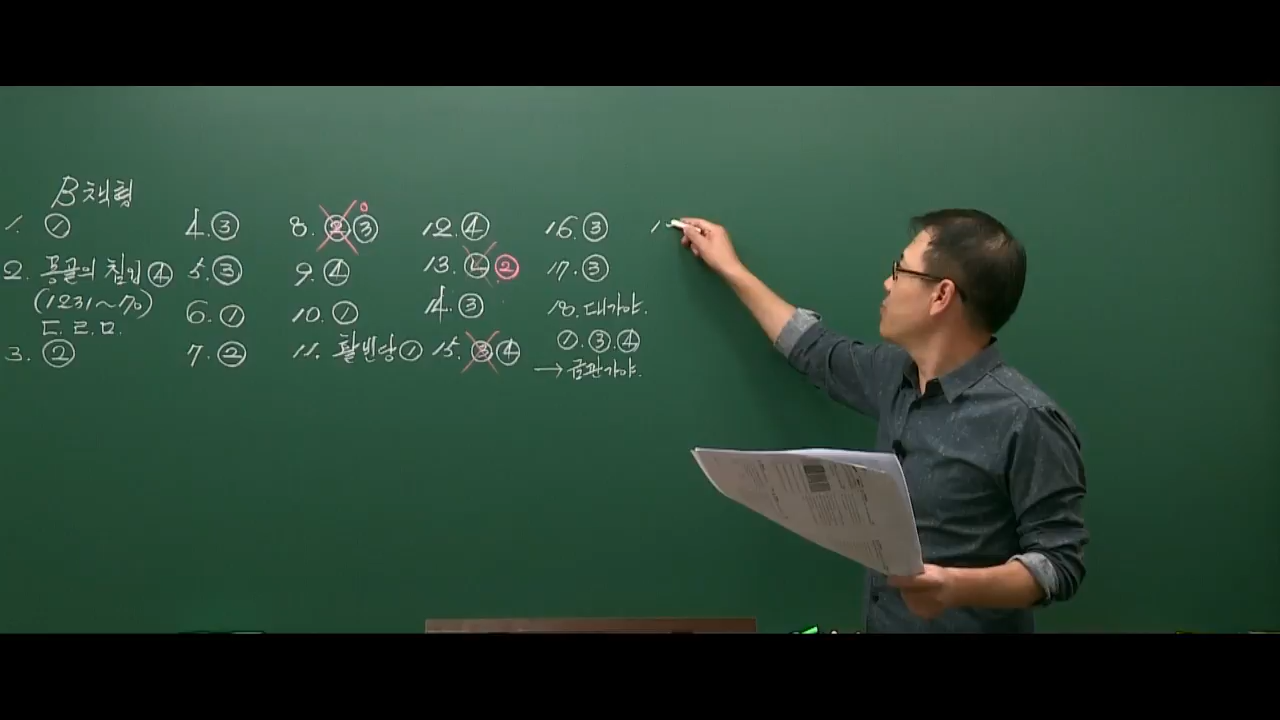 B책형
1. ①
2. 몽골의 침입 ④
(1231~70)
ㄷ. ㄹ. ㅁ.
3. ②
4. ③
5. ③
6. ①
7. ②
8. ② ③
9. ④
10. ①
11. 활빈당 ①
12. ④
13. ④ ②
14. ③
15. ③ ④
16. ③
17. ③
18. 대가야.
①. ③. ④
→ 금관가야.
1